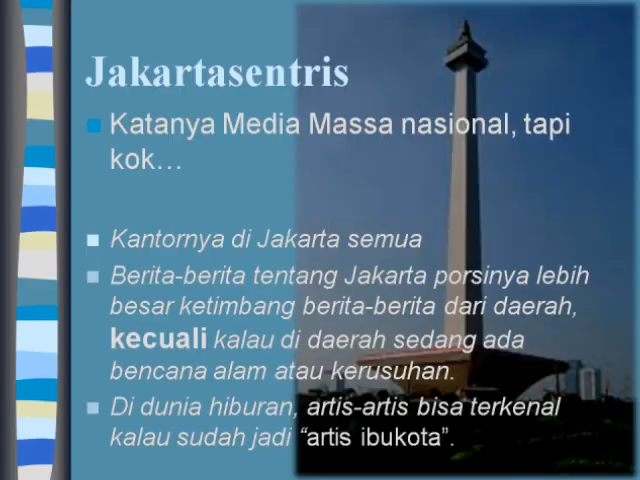 Jakartasentris
Katanya Media Massa nasional, tapi
kok…
Kantornya di Jakarta semua
Berita-berita tentang Jakarta porsinya lebih
besar ketimbang berita-berita dari daerah,
kecuali kalau di daerah sedang ada
bencana alam atau kerusuhan.
Di dunia hiburan, artis-artis bisa terkenal
kalau sudah jadi “artis ibukota”.